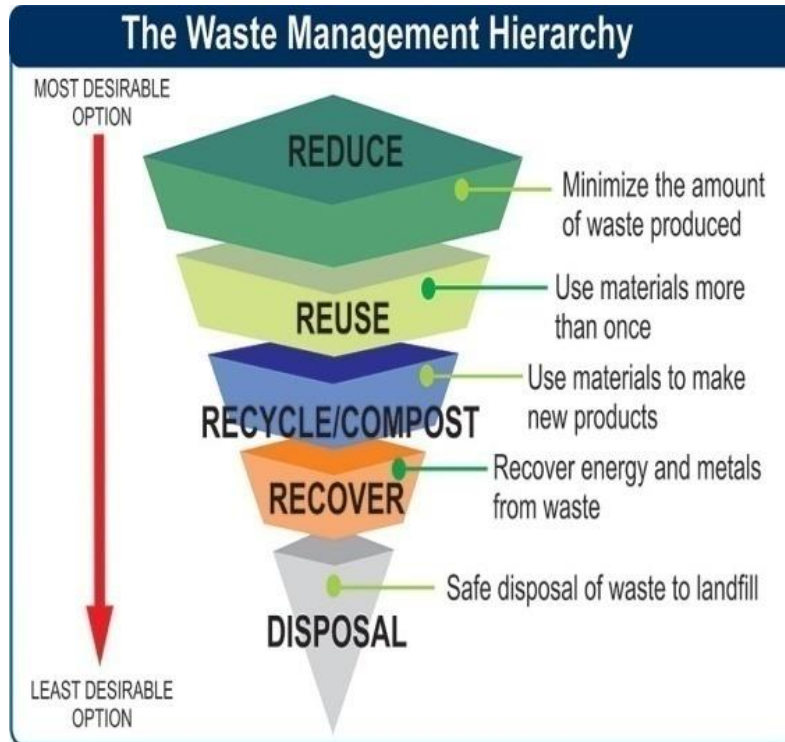 The Waste Management Hierarchy
MOST DESIRABLE
OPTION
REDUCE
Minimize the amount
of waste produced
REUSE
Use materials more
than once
RECYCLE/COMPOST
Use materials to make
new products
RECOVER
Recover energy and metals
from waste
DISPOSAL
Safe disposal of waste to landfill
LEAST DESIRABLE
OPTION